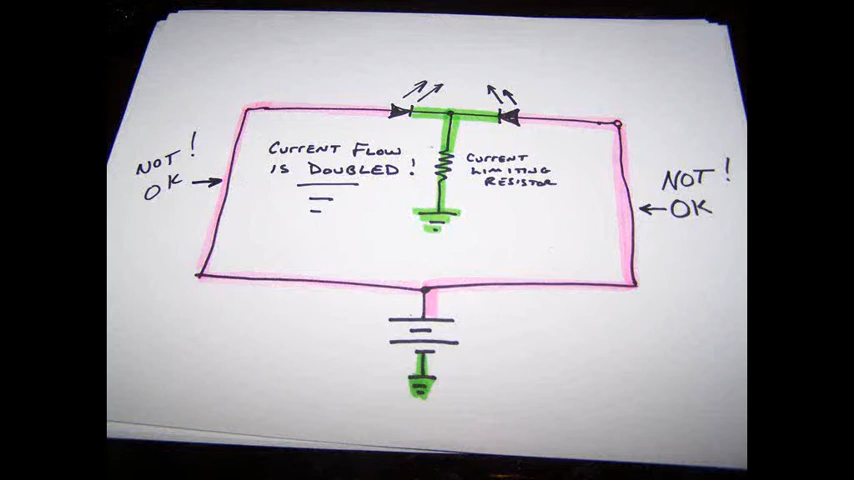 NOT!
OK
CURRENT FLOW
IS DOUBLED!
CURRENT
LIMITING
RESISTOR
NOT!
OK